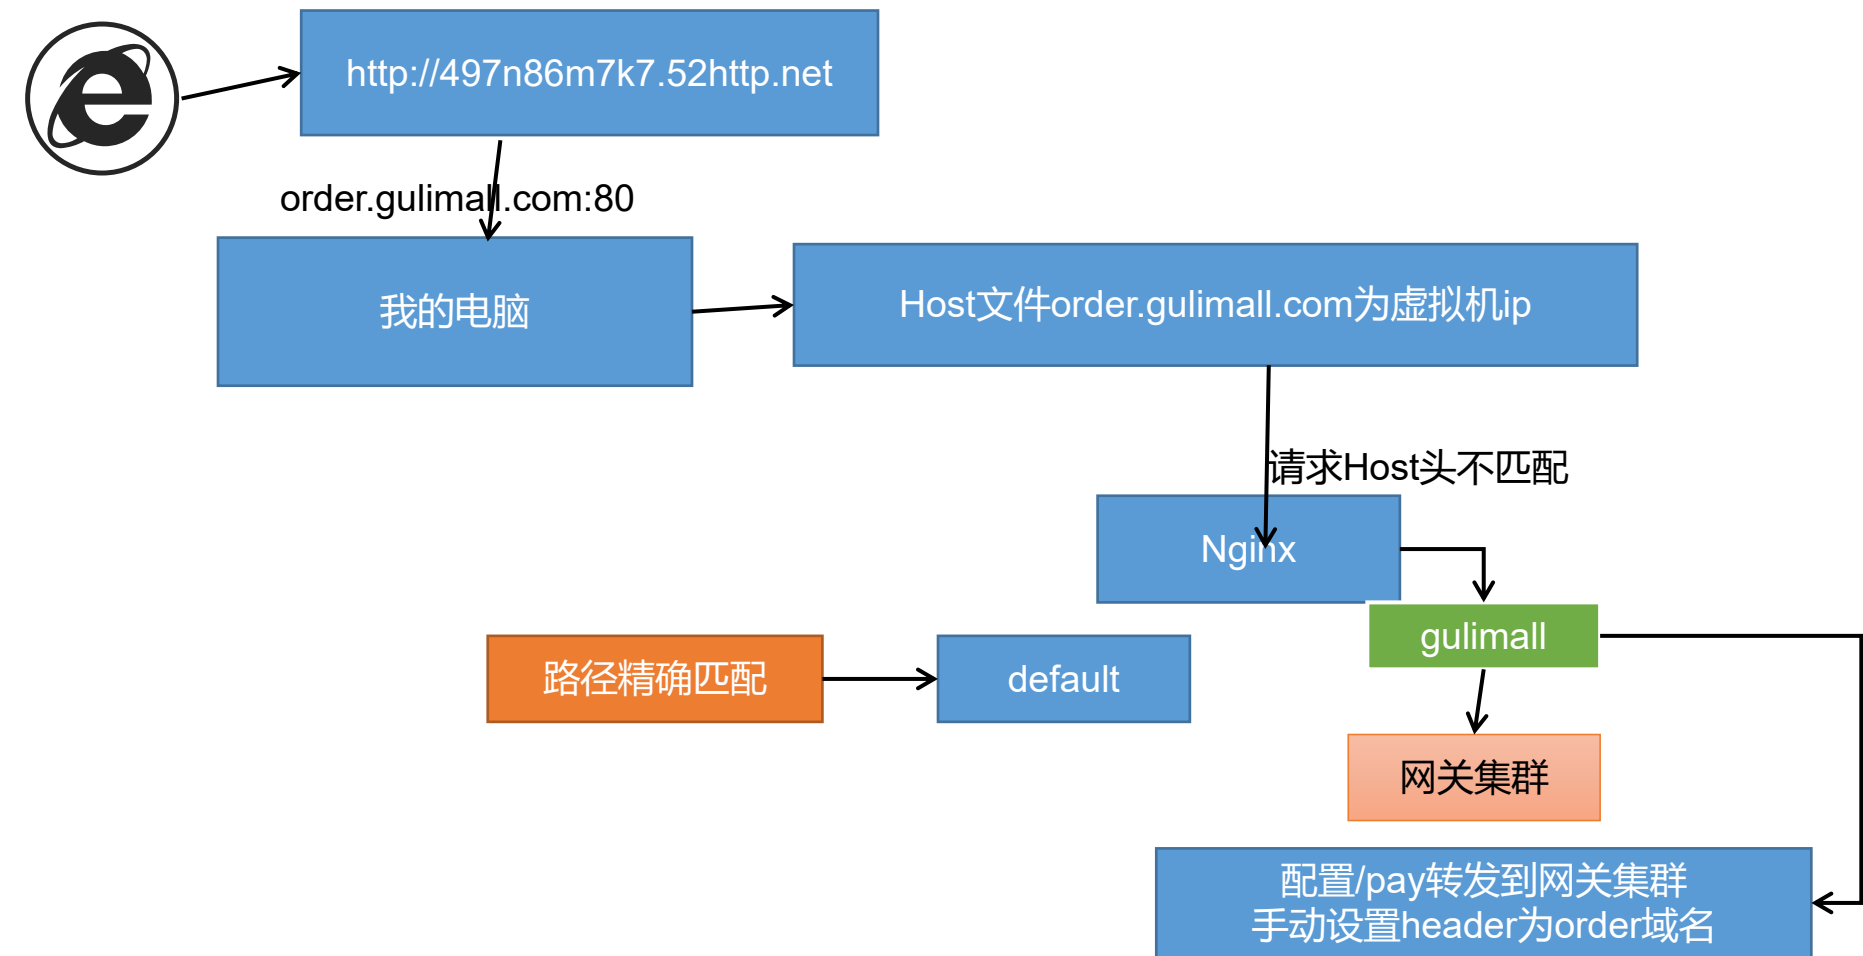 http://497n86m7k7.52http.net
order.gulimall.com:80
我的电脑
Host文件order.gulimall.com为虚拟机ip
请求Host头不匹配
Nginx
gulimall
路径精确匹配
default
网关集群
配置/pay转发到网关集群
手动设置header为order域名